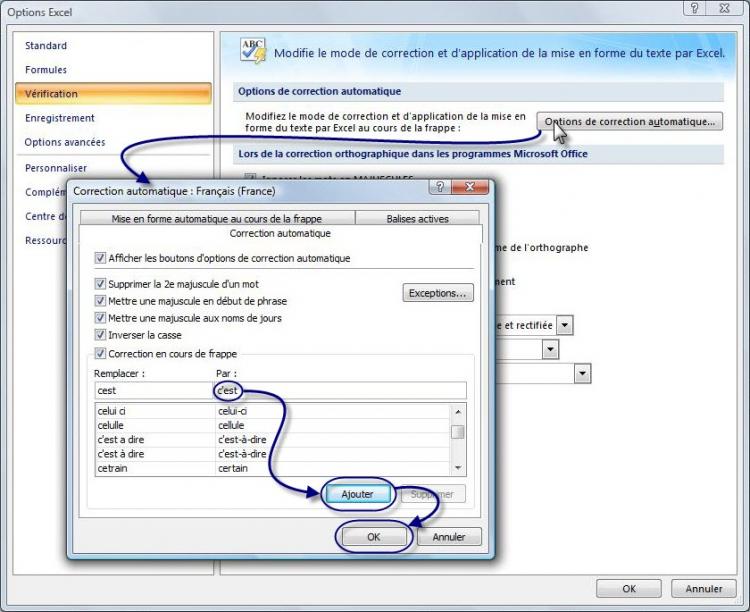 Options Excel
Standard
Formules
Vérification
Enregistrement
Options avancées
Personnaliser
Complém
Centre d
Ressour
ABC
Modifie le mode de correction et d'application de la mise en forme du texte par Excel.
Options de correction automatique
Modifiez le mode de correction et d'application de la mise en
forme du texte par Excel au cours de la frappe :
Options de correction automatique...
Lors de la correction orthographique dans les programmes Microsoft Office
me de l'orthographe
ment
e et rectifiée
Correction automatique : Français (France)
Mise en forme automatique au cours de la frappe
Balises actives
Correction automatique
Afficher les boutons d'options de correction automatique
Supprimer la 2e majuscule d'un mot
Mettre une majuscule en début de phrase
Mettre une majuscule aux noms de jours
Inverser la casse
Exceptions...
Correction en cours de frappe
Remplacer : Par :
cest c'est
celui ci celui-ci
celulle cellule
c'est a dire c'est-à-dire
c'est à dire c'est-à-dire
cetrain certain
Ajouter Supprimer
OK Annuler
OK Annuler